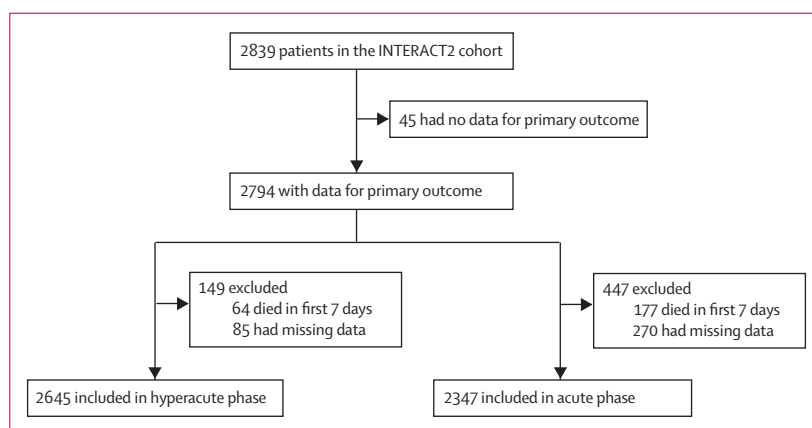 2839 patients in the INTERACT2 cohort
45 had no data for primary outcome
2794 with data for primary outcome
149 excluded
64 died in first 7 days
85 had missing data
447 excluded
177 died in first 7 days
270 had missing data
2645 included in hyperacute phase
2347 included in acute phase